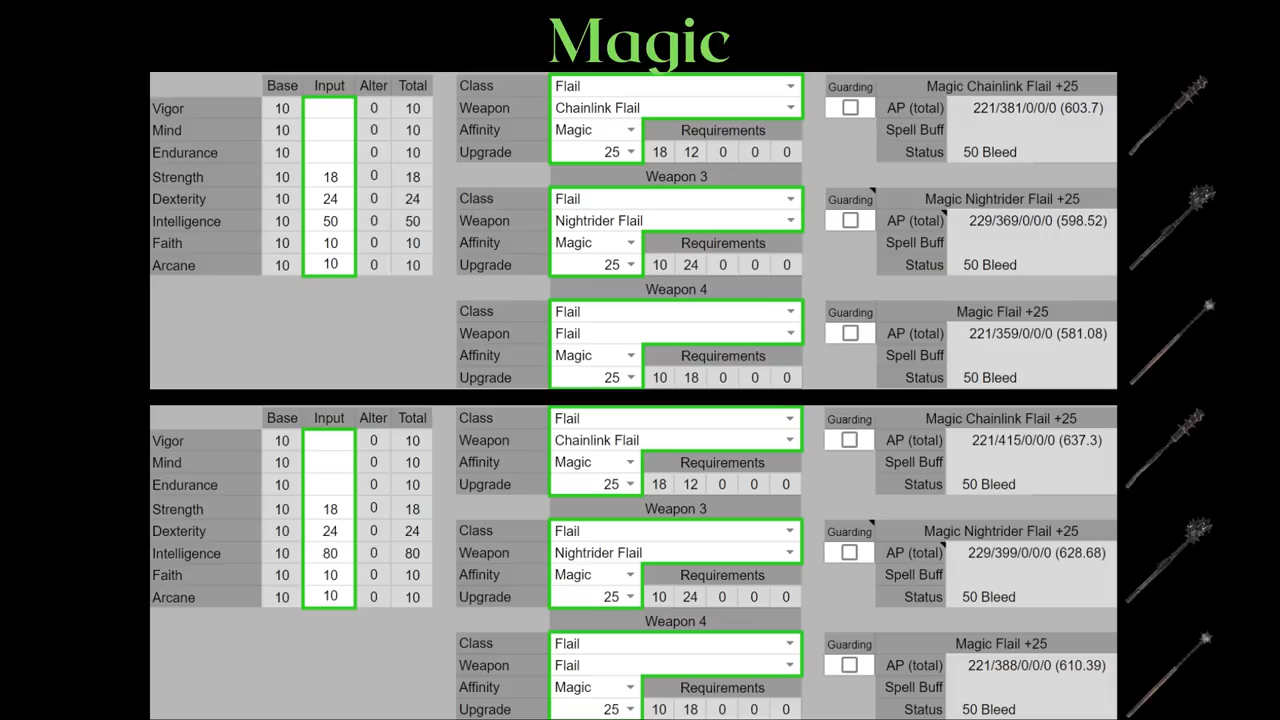 Magic
Base Input Alter Total
Vigor 10 0 10
Mind 10 0 10
Endurance 10 0 10
Strength 10 18 0 18
Dexterity 10 24 0 24
Intelligence 10 50 0 50
Faith 10 10 0 10
Arcane 10 10 0 10
Class Flail Guarding Magic Chainlink Flail +25
Weapon Chainlink Flail AP (total) 221/381/0/0/0 (603.7)
Affinity Magic Requirements Spell Buff
Upgrade 25 18 12 0 0 0 Status 50 Bleed
Weapon 3
Class Flail Guarding Magic Nightrider Flail +25
Weapon Nightrider Flail AP (total) 229/369/0/0/0 (598.52)
Affinity Magic Requirements Spell Buff
Upgrade 25 10 24 0 0 0 Status 50 Bleed
Weapon 4
Class Flail Guarding Magic Flail +25
Weapon Flail AP (total) 221/359/0/0/0 (581.08)
Affinity Magic Requirements Spell Buff
Upgrade 25 10 18 0 0 0 Status 50 Bleed
Base Input Alter Total
Vigor 10 0 10
Mind 10 0 10
Endurance 10 0 10
Strength 10 18 0 18
Dexterity 10 24 0 24
Intelligence 10 80 0 80
Faith 10 10 0 10
Arcane 10 10 0 10
Class Flail Guarding Magic Chainlink Flail +25
Weapon Chainlink Flail AP (total) 221/415/0/0/0 (637.3)
Affinity Magic Requirements Spell Buff
Upgrade 25 18 12 0 0 0 Status 50 Bleed
Weapon 3
Class Flail Guarding Magic Nightrider Flail +25
Weapon Nightrider Flail AP (total) 229/399/0/0/0 (628.68)
Affinity Magic Requirements Spell Buff
Upgrade 25 10 24 0 0 0 Status 50 Bleed
Weapon 4
Class Flail Guarding Magic Flail +25
Weapon Flail AP (total) 221/388/0/0/0 (610.39)
Affinity Magic Requirements Spell Buff
Upgrade 25 10 18 0 0 0 Status 50 Bleed